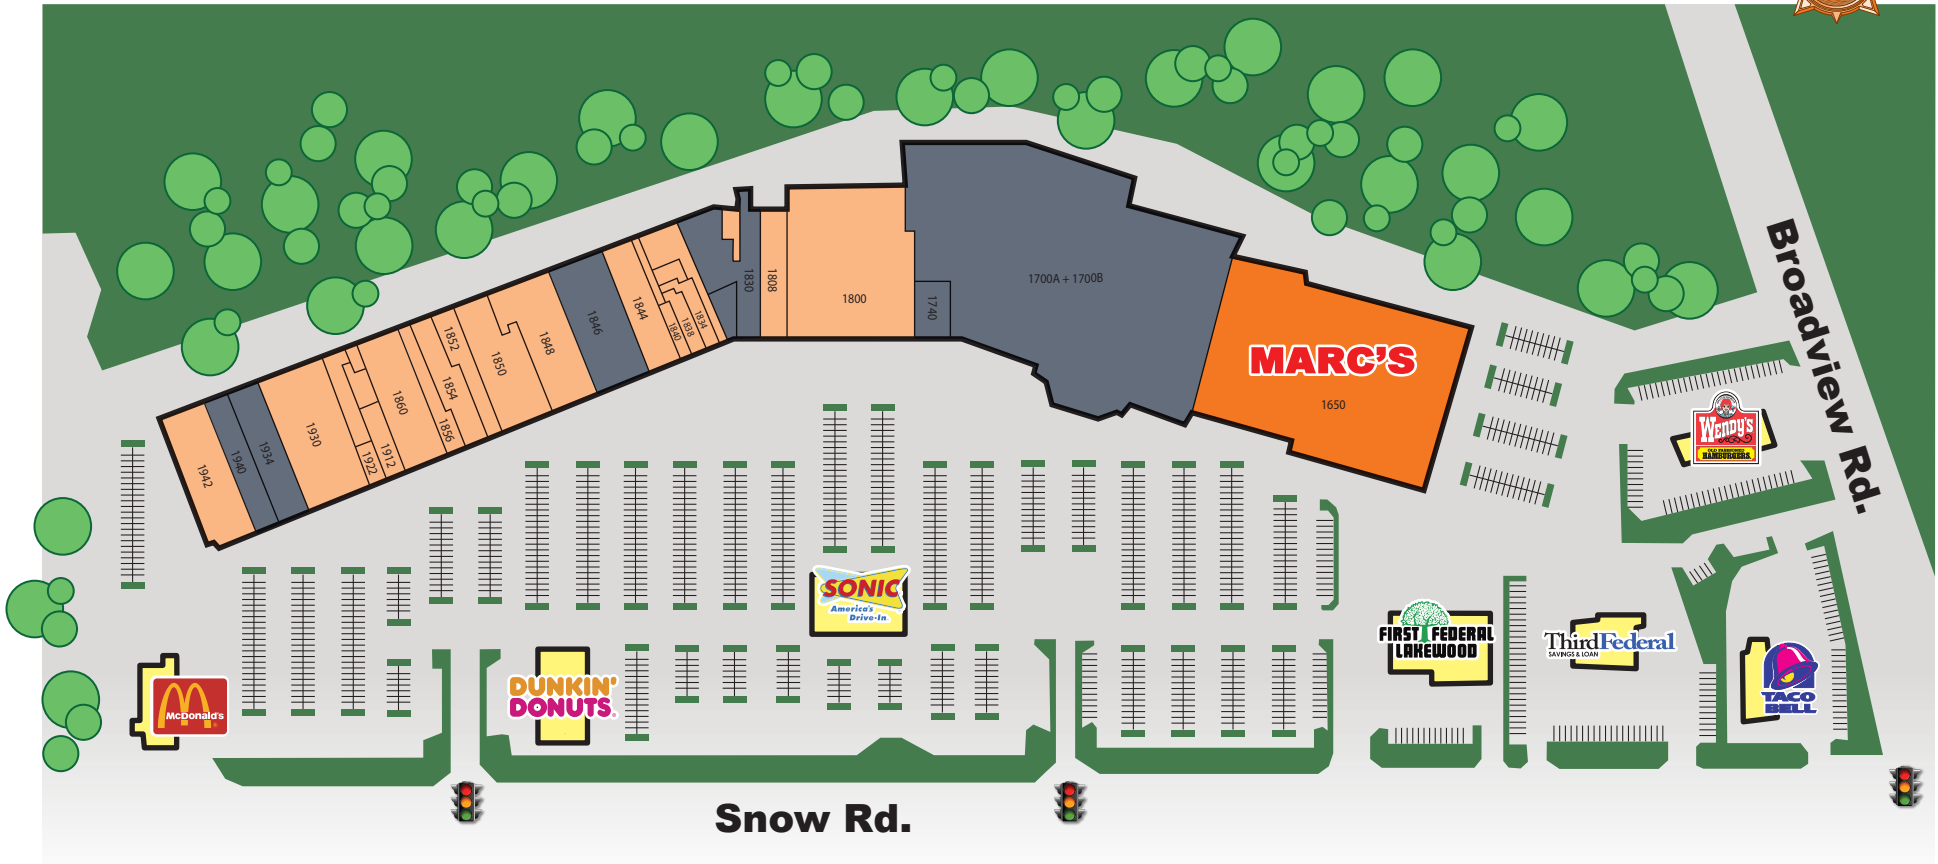 Broadview Rd.
1942
1940
1934
1930
1922
1912
1860
1856
1854
1852
1850
1848
1846
1844
1840
1838
1834
1830
1808
1800
1740
1700A + 1700B
MARC'S
1650
WENDY'S
OLD FASHIONED
HAMBURGERS
SONIC
America's
Drive-In
McDonald's
DUNKIN'
DONUTS
FIRST FEDERAL
LAKEWOOD
ThirdFederal
SAVINGS & LOAN
TACO
BELL
Snow Rd.